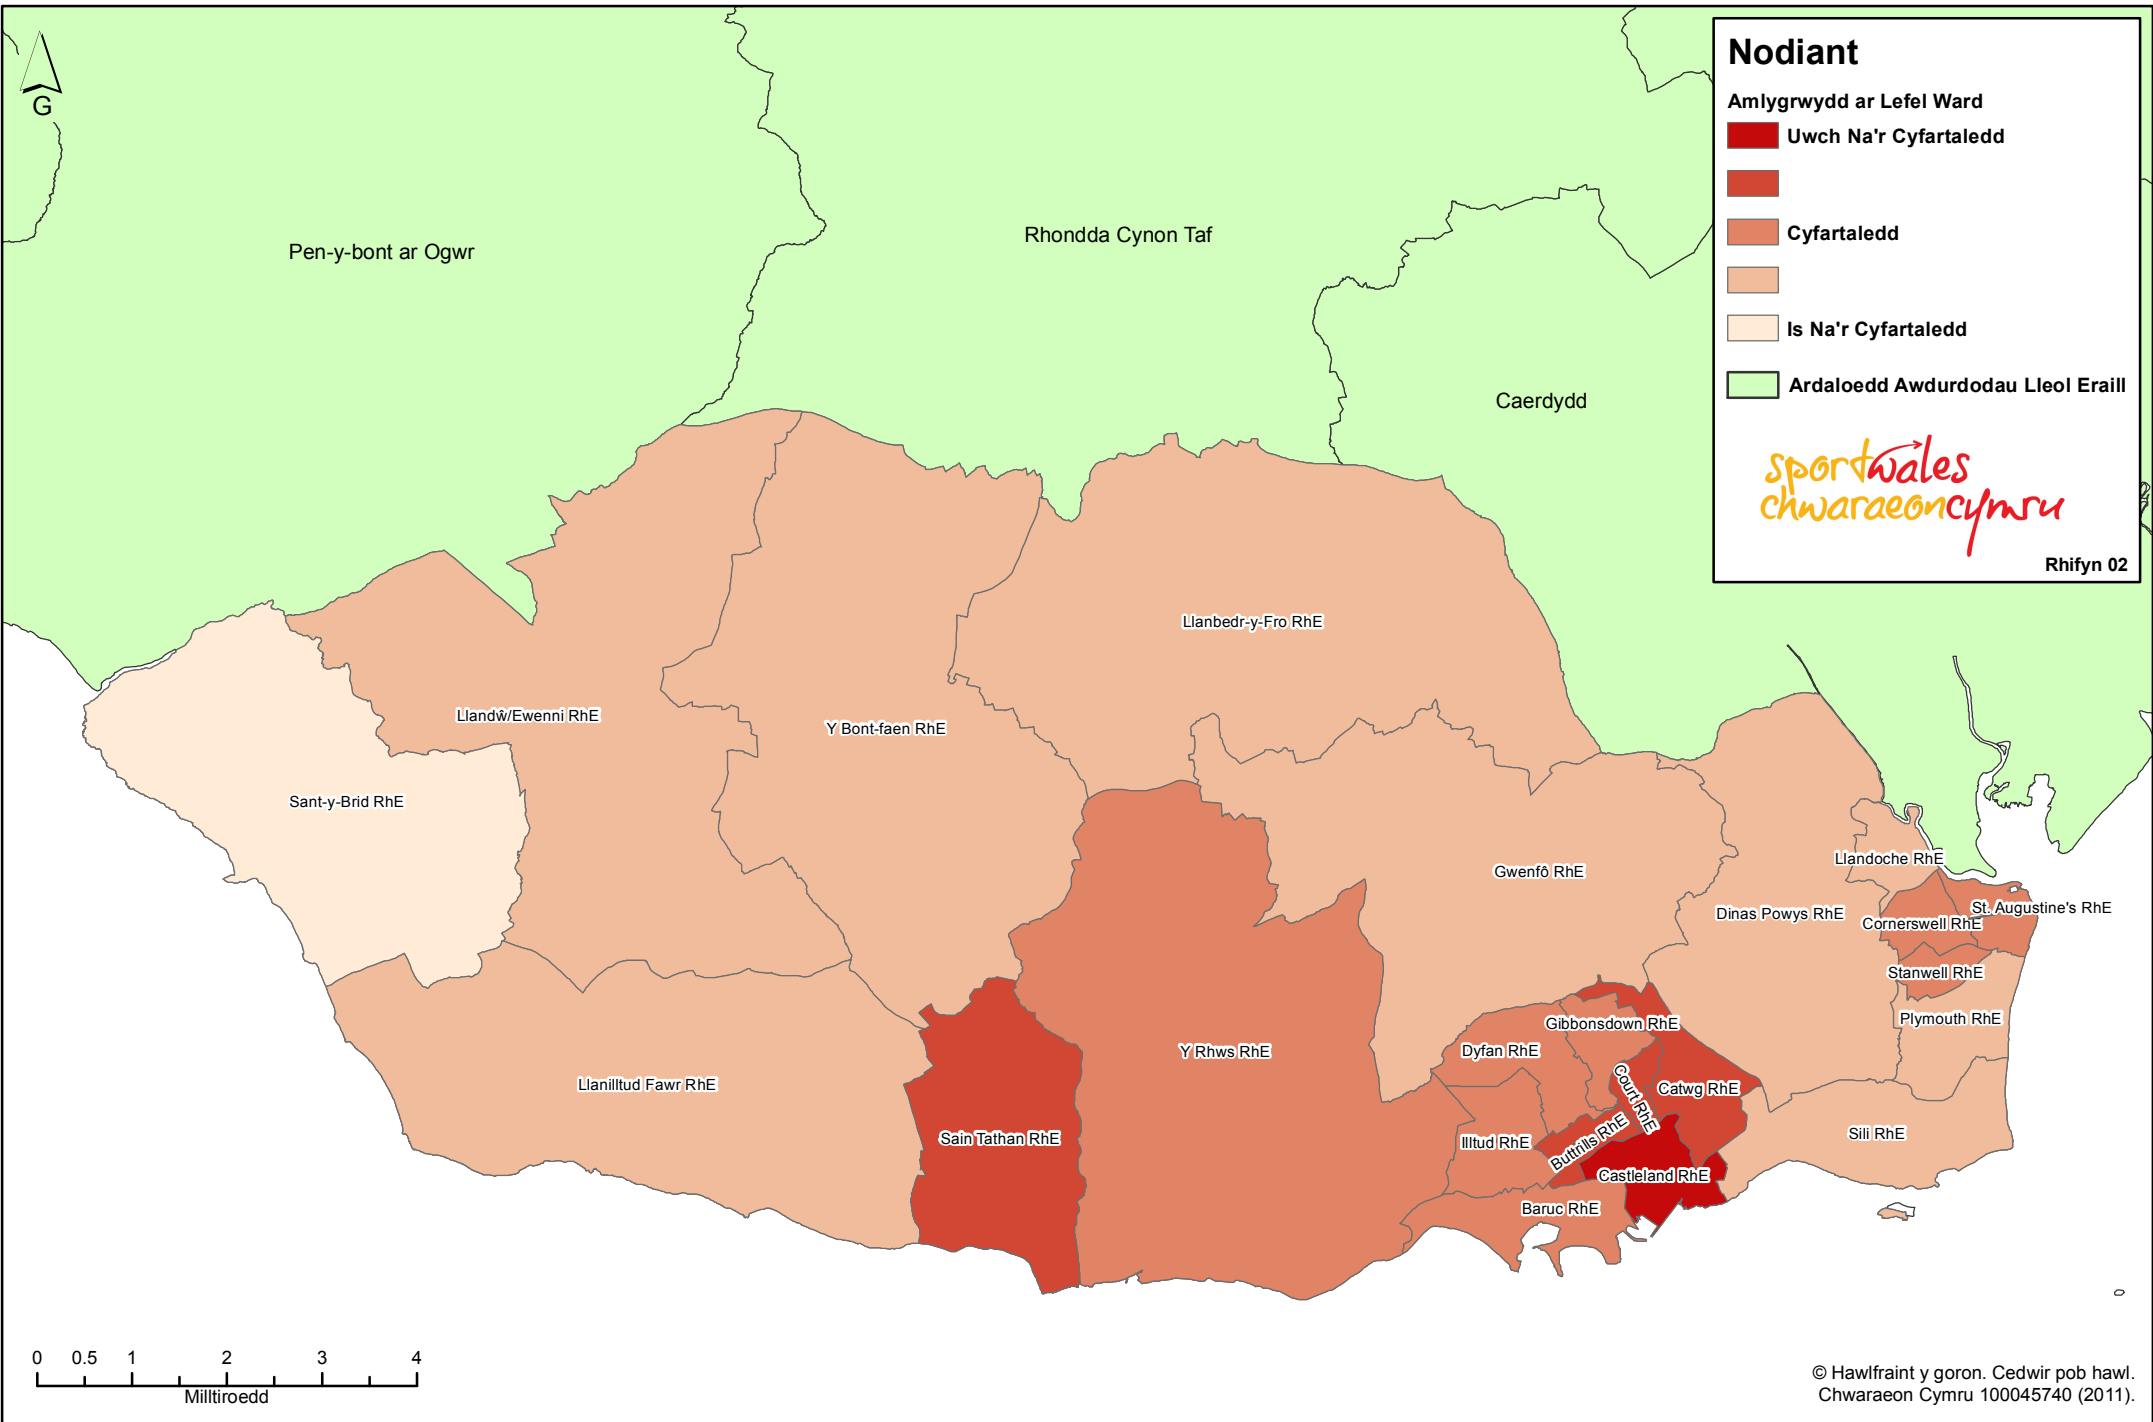 G
Pen-y-bont ar Ogwr
Rhondda Cynon Taf
Caerdydd
Nodiant
Amlygrwydd ar Lefel Ward
Uwch Na'r Cyfartaledd
Cyfartaledd
Is Na'r Cyfartaledd
Ardaloedd Awdurdodau Lleol Eraill
sportwales
chwaraeoncymru
Rhifyn 02
Llanbedr-y-Fro RhE
Llandŵ/Ewenni RhE
Y Bont-faen RhE
Sant-y-Brid RhE
Gwenfô RhE
Llandoche RhE
Dinas Powys RhE
St. Augustine's RhE
Cornerswell RhE
Stanwell RhE
Plymouth RhE
Gibbonsdown RhE
Dyfan RhE
Y Rhws RhE
Llanilltud Fawr RhE
Court RhE
Catwg RhE
Sain Tathan RhE
Illtud RhE
Buttrills RhE
Sili RhE
Castleland RhE
Baruc RhE
0 0.5 1 2 3 4
Milltiroedd
© Hawlfraint y goron. Cedwir pob hawl.
Chwaraeon Cymru 100045740 (2011).